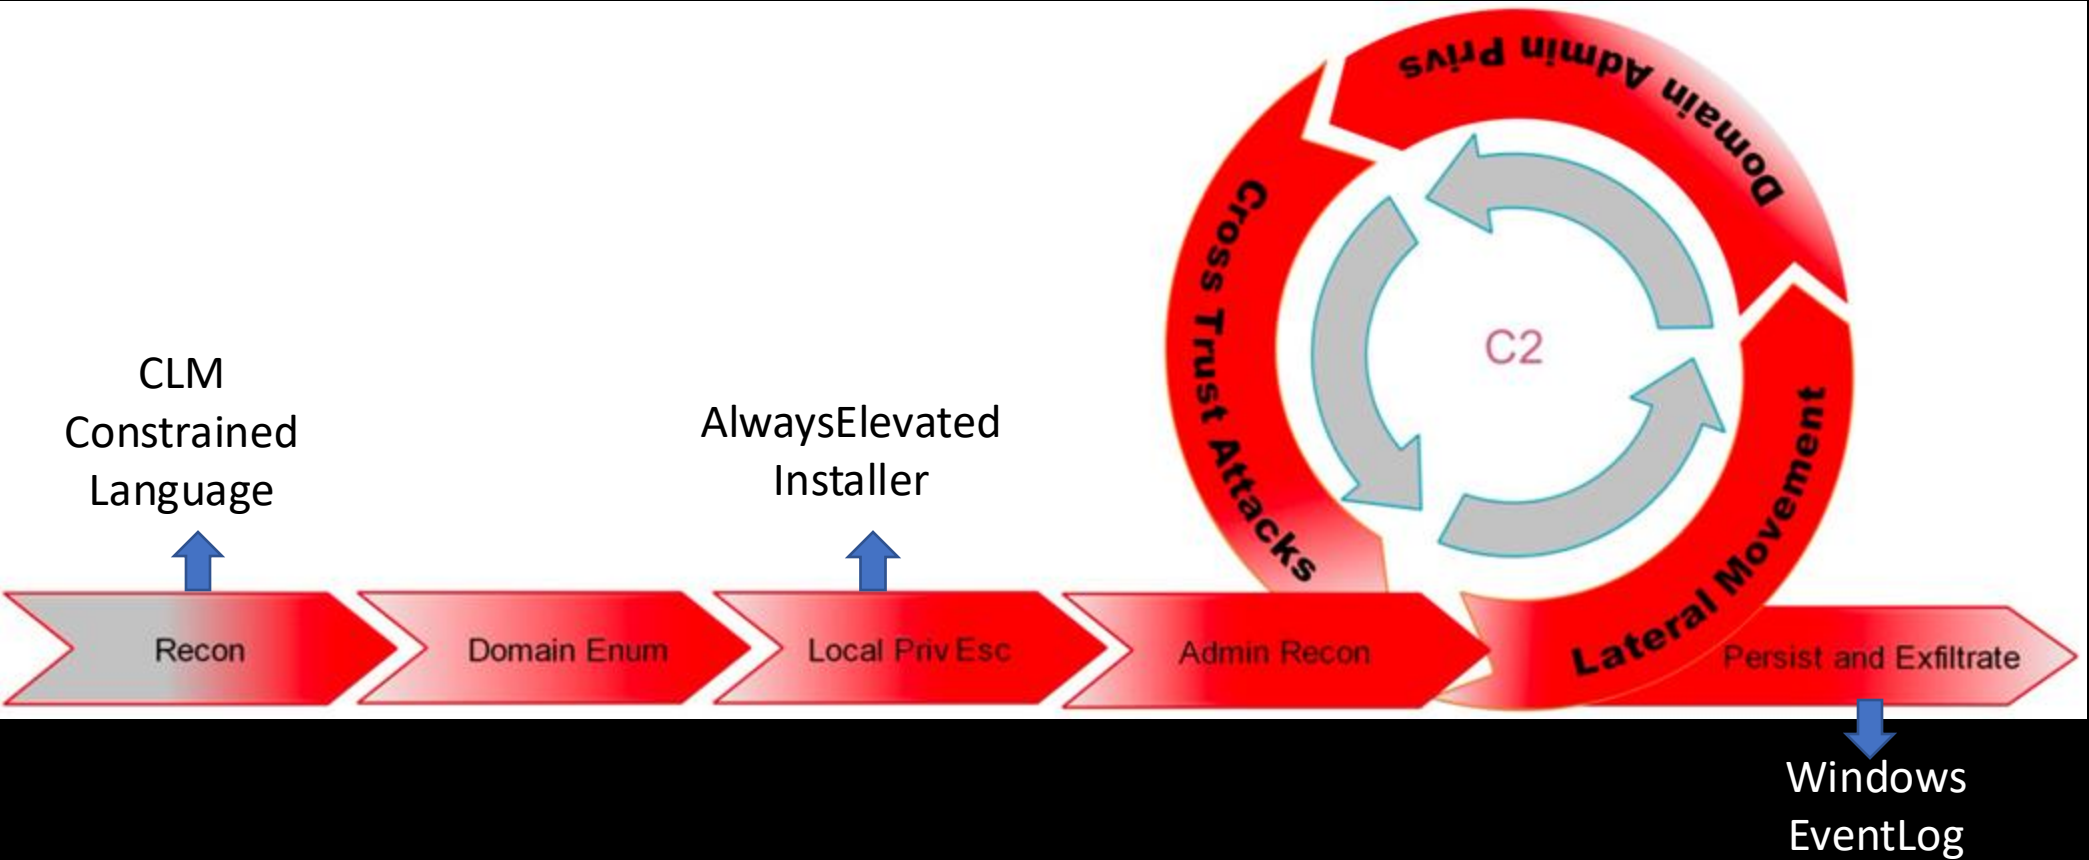 Domain Admin Privs
Cross Trust Attacks
C2
CLM
Constrained
Language
AlwaysElevated
Installer
Lateral Movement
Recon
Domain Enum
Local Priv Esc
Admin Recon
Persist and Exfiltrate
Windows
EventLog